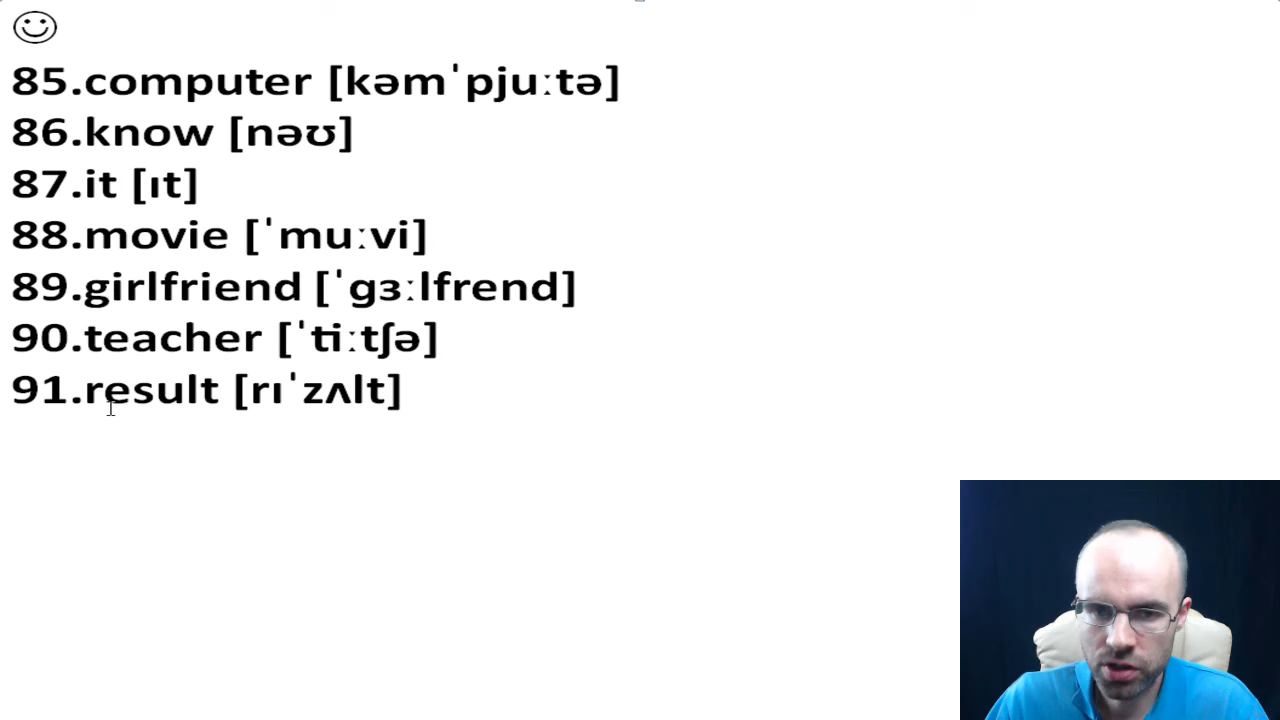 85.computer [kəmˈpjuːtə]
86.know [nəʊ]
87.it [ɪt]
88.movie [ˈmuːvi]
89.girlfriend [ˈgɜːlfrend]
90.teacher [ˈtiːtʃə]
91.result [rɪˈzʌlt]